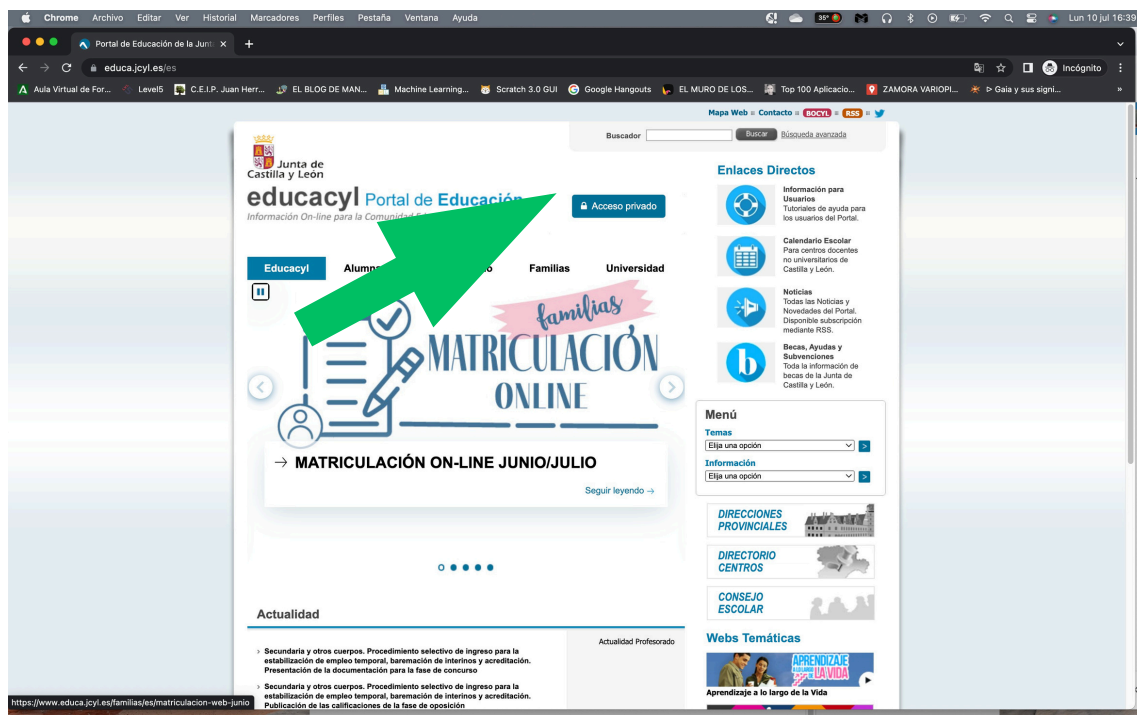 Chrome Archivo Editar Ver Historial Marcadores Perfiles Pestaña Ventana Ayuda
35° Lun 10 jul 16:39
Portal de Educación de la Junt
educa.jcyl.es/es
Incógnito
Aula Virtual de For... Level5 C.E.I.P. Juan Herr... EL BLOG DE MAN... Machine Learning... Scratch 3.0 GUI Google Hangouts EL MURO DE LOS... Top 100 Aplicacio... ZAMORA VARIOPI... ᐅ Gaia y sus signi... »
Mapa Web Contacto BOCYL RSS
Buscador Buscar Búsqueda avanzada
Junta de
Castilla y León
educacyl Portal de Educación
Información On-line para la Comunidad
Acceso privado
Educacyl Familias Universidad
familias
MATRICULACIÓN
ONLINE
→ MATRICULACIÓN ON-LINE JUNIO/JULIO
Seguir leyendo →
Enlaces Directos
Información para
Usuarios
Tutoriales de ayuda para
los usuarios del Portal.
Calendario Escolar
Para centros docentes
no universitarios de
Castilla y León.
Noticias
Todas las Noticias y
Novedades del Portal.
Disponible subscripción
mediante RSS.
Becas, Ayudas y
Subvenciones
Toda la información de
becas de la Junta de
Castilla y León.
Menú
Temas
Elija una opción >
Información
Elija una opción >
DIRECCIONES
PROVINCIALES
DIRECTORIO
CENTROS
CONSEJO
ESCOLAR
Webs Temáticas
APRENDIZAJE
A LO LARGO DE LA VIDA
Aprendizaje a lo largo de la Vida
Actualidad
Actualidad Profesorado
› Secundaria y otros cuerpos. Procedimiento selectivo de ingreso para la
estabilización de empleo temporal, baremación de interinos y acreditación.
Presentación de la documentación para la fase de concurso
› Secundaria y otros cuerpos. Procedimiento selectivo de ingreso para la
estabilización de empleo temporal, baremación de interinos y acreditación.
Publicación de las calificaciones de la fase de oposición
https://www.educa.jcyl.es/familias/es/matriculacion-web-junio